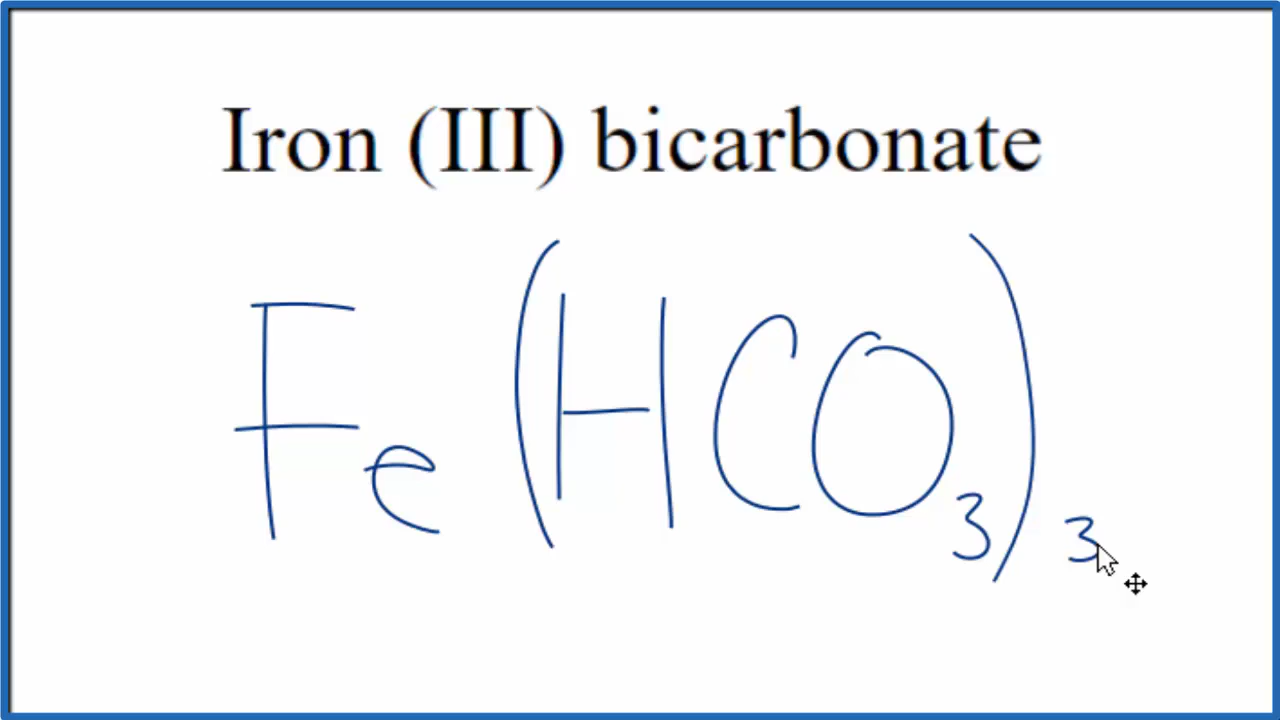 Iron (III) bicarbonate
Fe(HCO₃)₃